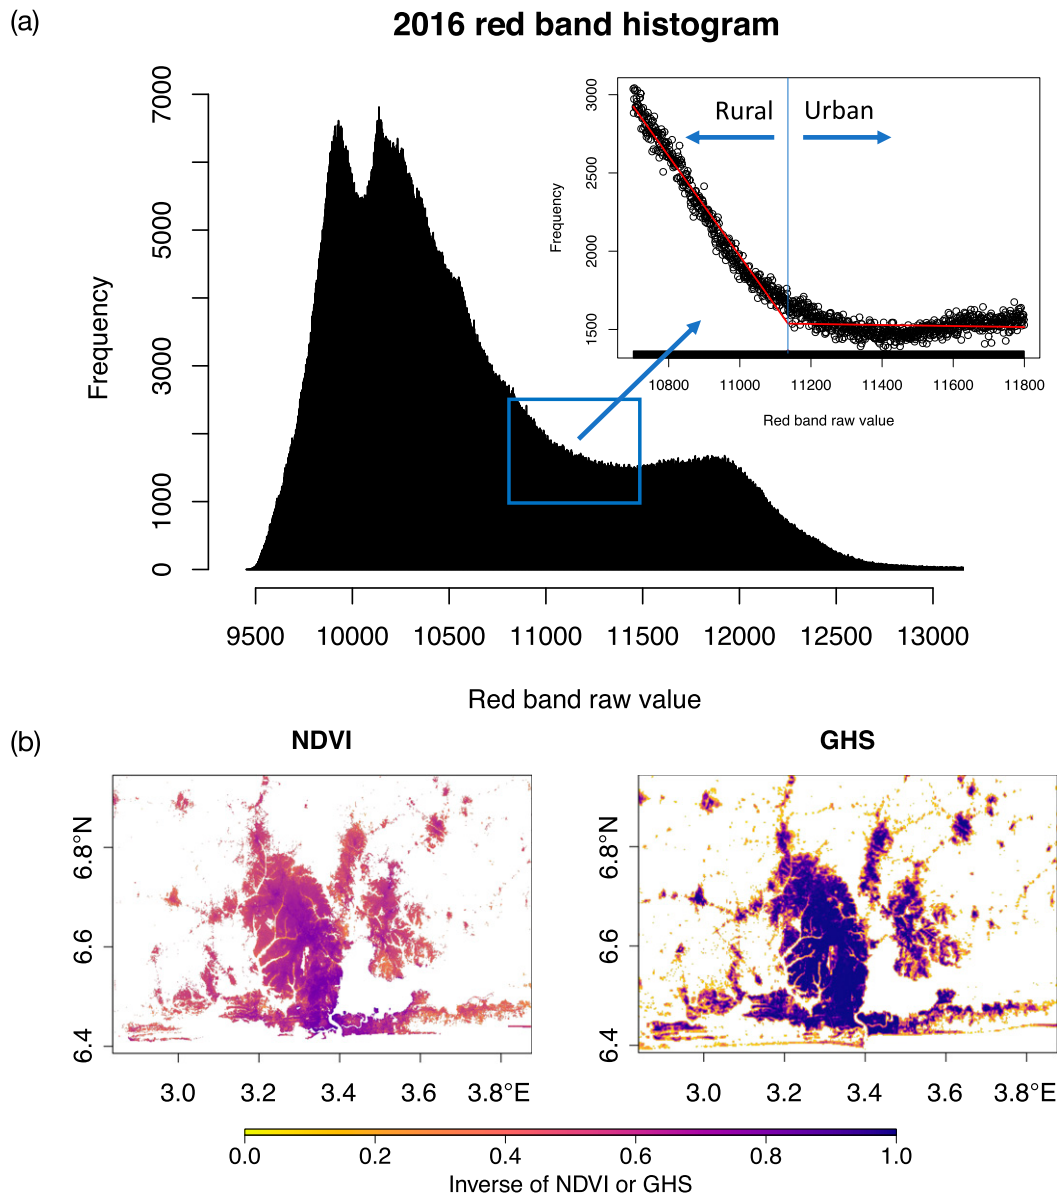 (a)
2016 red band histogram
Frequency
7000
5000
3000
1000
0
9500 10000 10500 11000 11500 12000 12500 13000
Red band raw value
Rural Urban
Frequency
3000
2500
2000
1500
10800 11000 11200 11400 11600 11800
Red band raw value
(b)
NDVI GHS
6.8°N
6.6
6.4
3.0 3.2 3.4 3.6 3.8°E
6.8°N
6.6
6.4
3.0 3.2 3.4 3.6 3.8°E
0.0 0.2 0.4 0.6 0.8 1.0
Inverse of NDVI or GHS